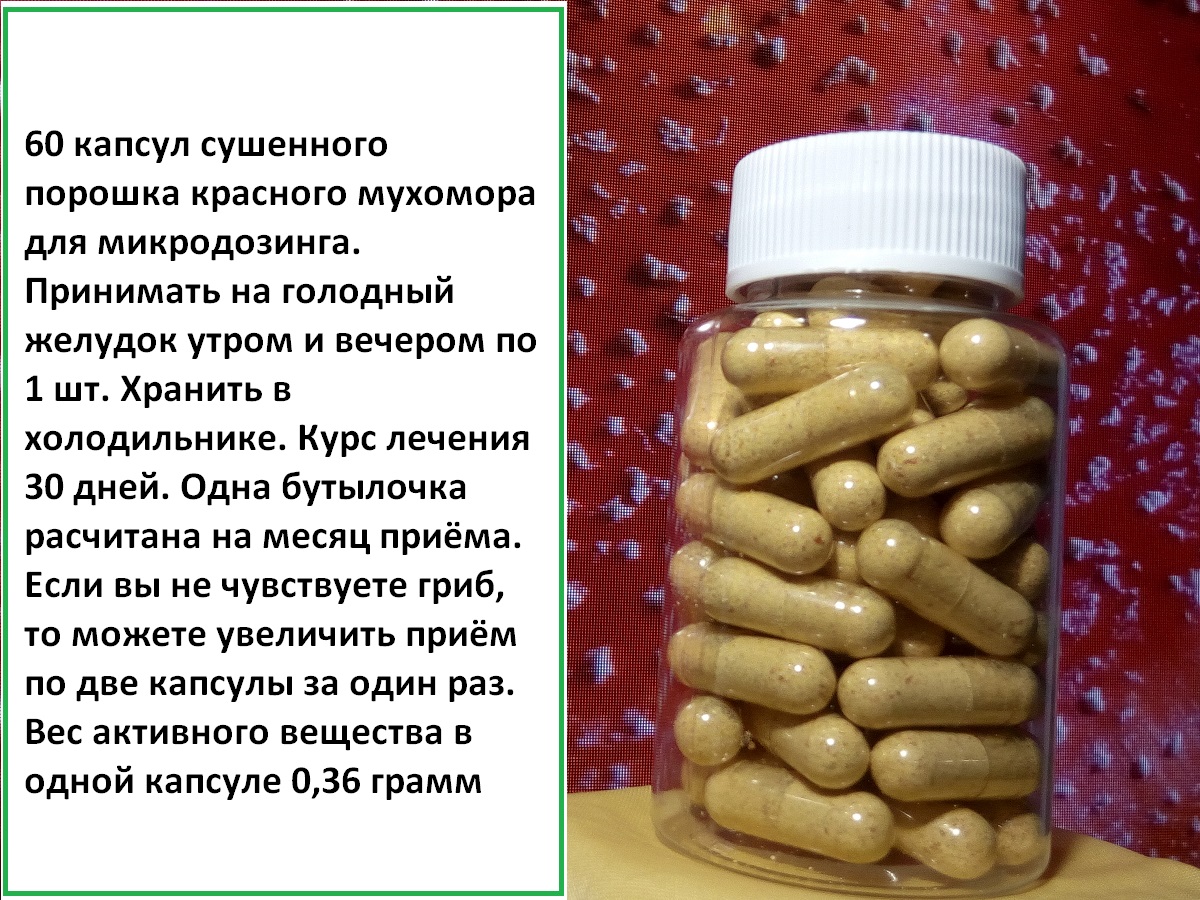 60 капсул сушенного
порошка красного мухомора
для микродозинга.
Принимать на голодный
желудок утром и вечером по
1 шт. Хранить в
холодильнике. Курс лечения
30 дней. Одна бутылочка
расчитана на месяц приёма.
Если вы не чувствуете гриб,
то можете увеличить приём
по две капсулы за один раз.
Вес активного вещества в
одной капсуле 0,36 грамм